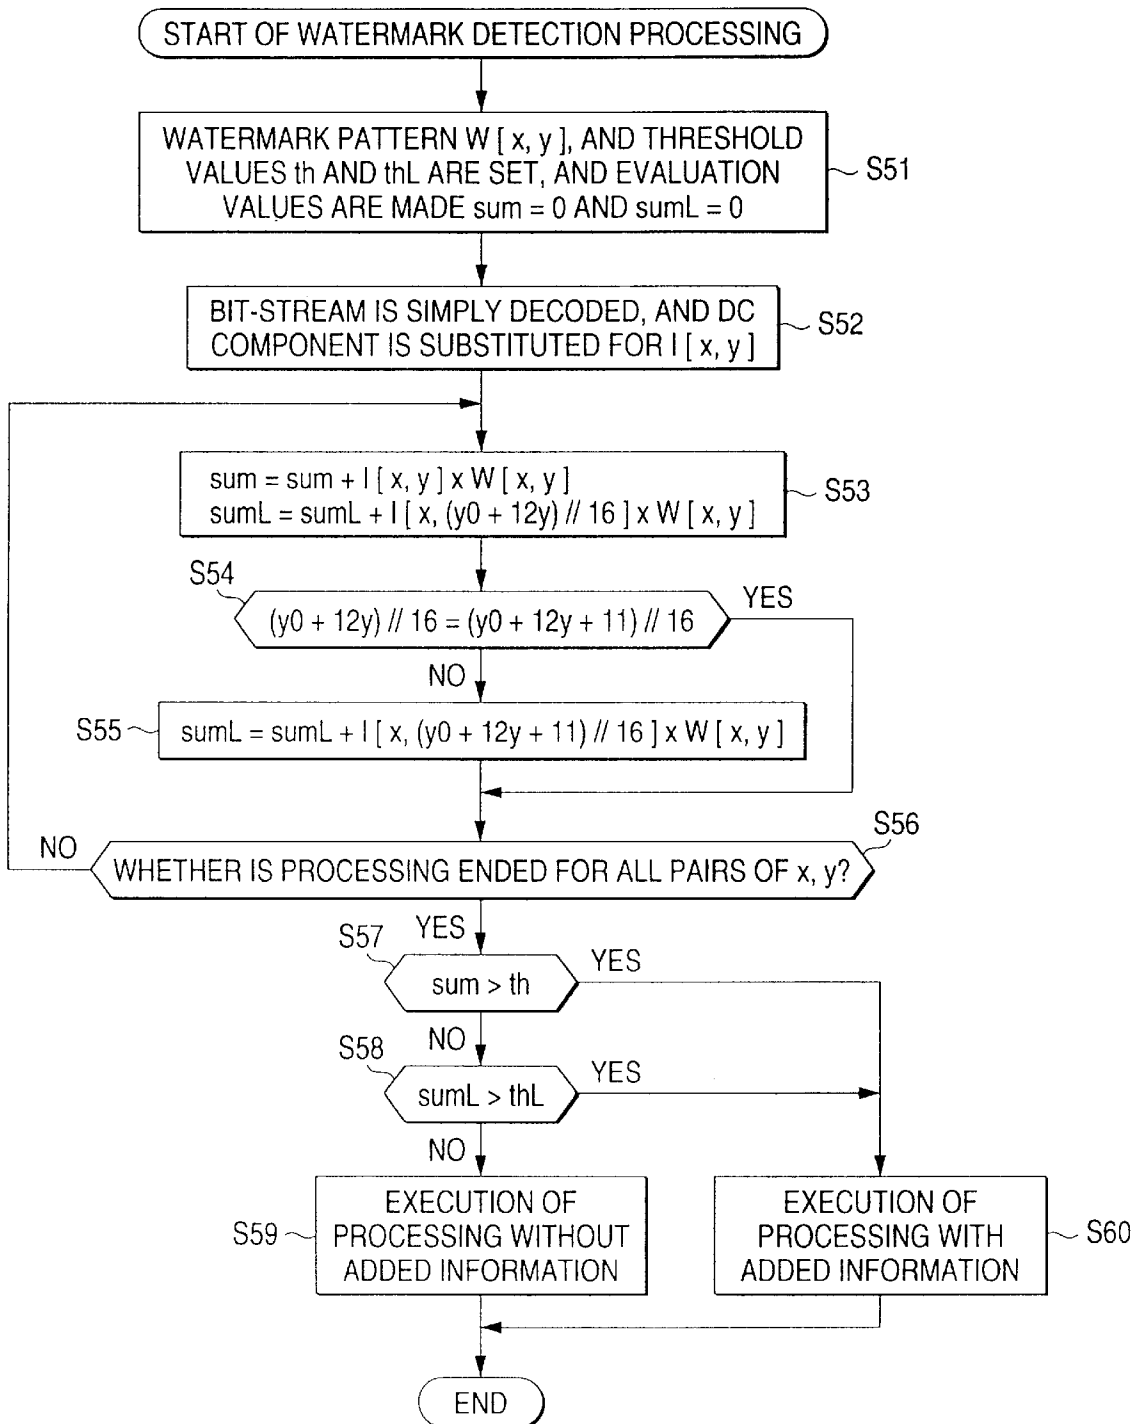 START OF WATERMARK DETECTION PROCESSING
WATERMARK PATTERN W [ x, y ], AND THRESHOLD
VALUES th AND thL ARE SET, AND EVALUATION
VALUES ARE MADE sum = 0 AND sumL = 0
S51
BIT-STREAM IS SIMPLY DECODED, AND DC
COMPONENT IS SUBSTITUTED FOR I [ x, y ]
S52
sum = sum + I [ x, y ] x W [ x, y ]
sumL = sumL + I [ x, (y0 + 12y) // 16 ] x W [ x, y ]
S53
S54
(y0 + 12y) // 16 = (y0 + 12y + 11) // 16
YES
NO
S55
sumL = sumL + I [ x, (y0 + 12y + 11) // 16 ] x W [ x, y ]
S56
NO
WHETHER IS PROCESSING ENDED FOR ALL PAIRS OF x, y?
YES
S57
sum > th
YES
NO
S58
sumL > thL
YES
NO
S59
EXECUTION OF
PROCESSING WITHOUT
ADDED INFORMATION
EXECUTION OF
PROCESSING WITH
ADDED INFORMATION
S60
END